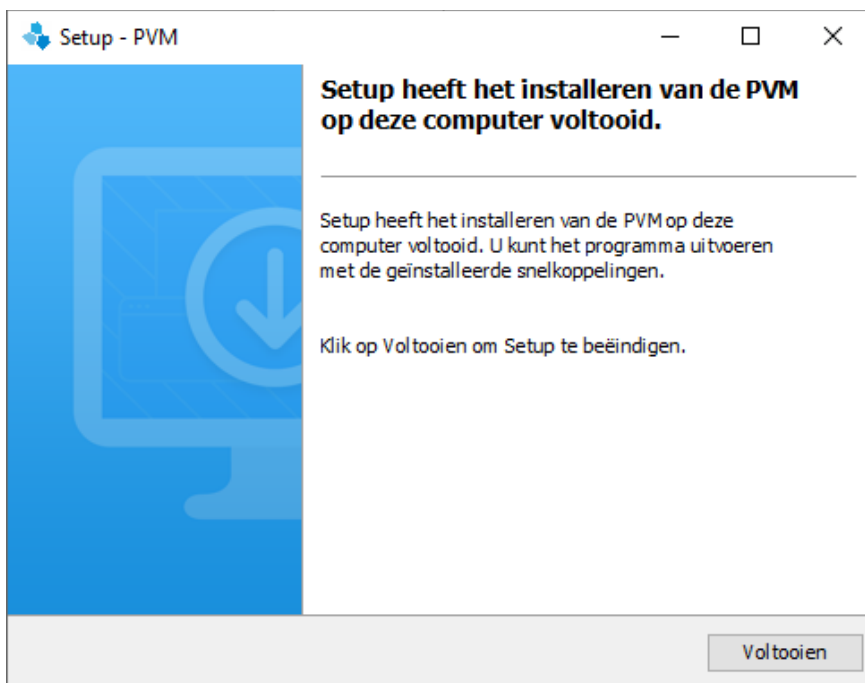 Setup - PVM
Setup heeft het installeren van de PVM
op deze computer voltooid.
Setup heeft het installeren van de PVM op deze
computer voltooid. U kunt het programma uitvoeren
met de geïnstalleerde snelkoppelingen.
Klik op Voltooien om Setup te beëindigen.
Voltooien